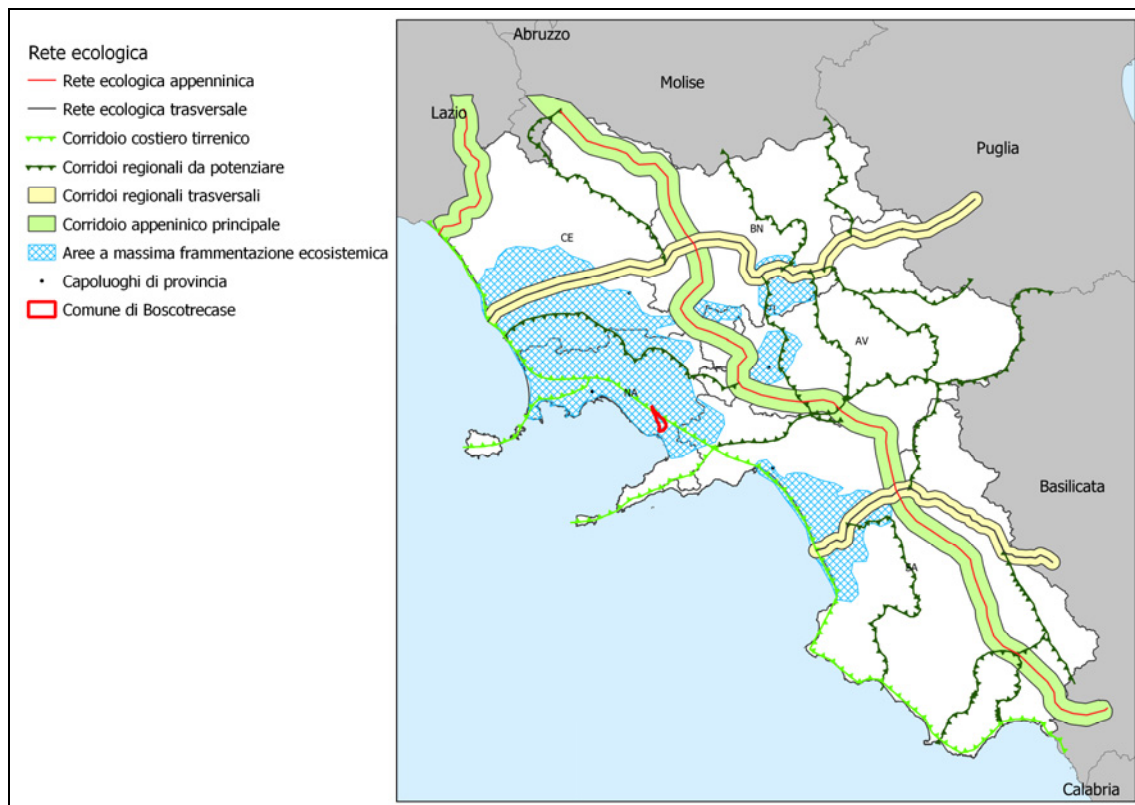 Rete ecologica
Rete ecologica appenninica
Rete ecologica trasversale
Corridoio costiero tirrenico
Corridoi regionali da potenziare
Corridoi regionali trasversali
Corridoio appeninico principale
Aree a massima frammentazione ecosistemica
Capoluoghi di provincia
Comune di Boscotrecase
Abruzzo
Molise
Lazio
Puglia
CE
BN
AV
NA
Basilicata
SA
Calabria